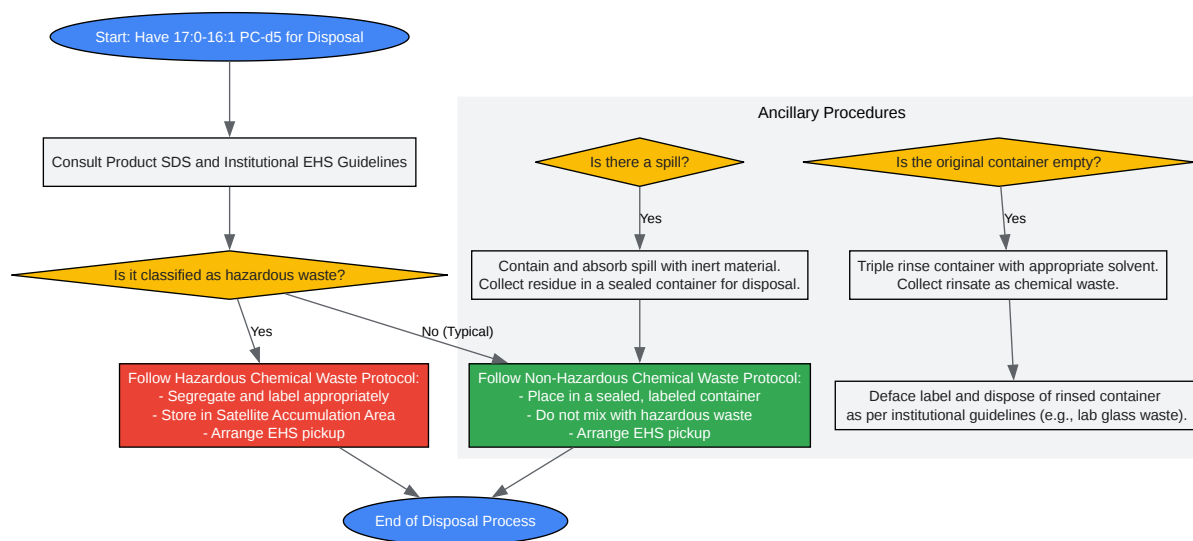 Start: Have 17:0-16:1 PC-d5 for Disposal
Ancillary Procedures
Consult Product SDS and Institutional EHS Guidelines
Is there a spill?
Is the original container empty?
Yes
Yes
Is it classified as hazardous waste?
Contain and absorb spill with inert material.
Collect residue in a sealed container for disposal.
Triple rinse container with appropriate solvent.
Collect rinsate as chemical waste.
Yes
No (Typical)
Follow Hazardous Chemical Waste Protocol:
- Segregate and label appropriately
- Store in Satellite Accumulation Area
- Arrange EHS pickup
Follow Non-Hazardous Chemical Waste Protocol:
- Place in a sealed, labeled container
- Do not mix with hazardous waste
- Arrange EHS pickup
Deface label and dispose of rinsed container
as per institutional guidelines (e.g., lab glass waste).
End of Disposal Process